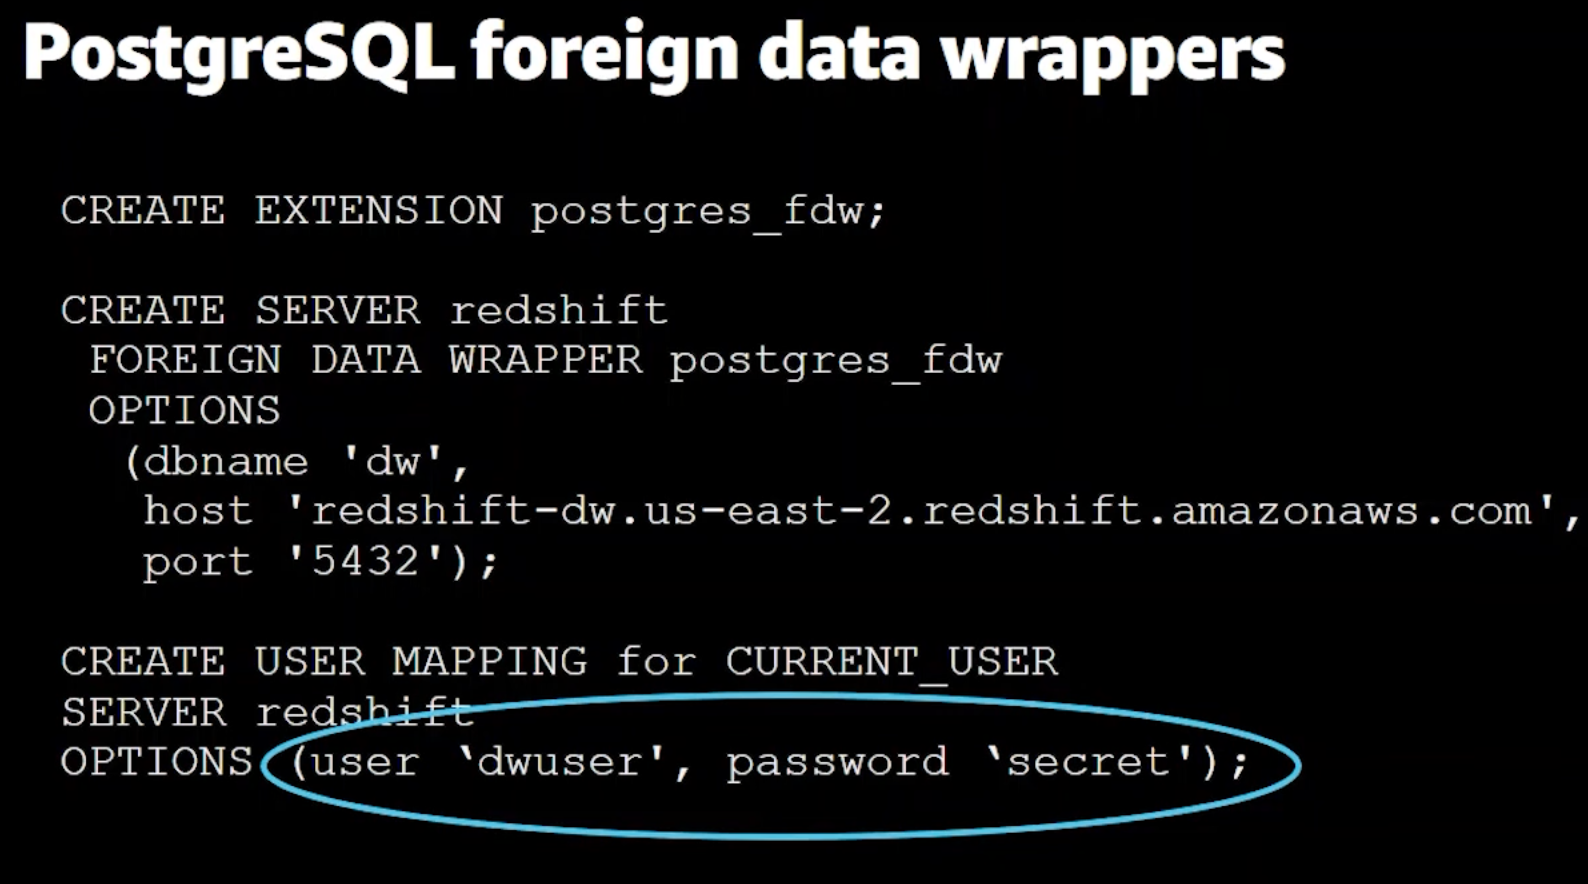 PostgreSQL foreign data wrappers
CREATE EXTENSION postgres_fdw;
CREATE SERVER redshift
FOREIGN DATA WRAPPER postgres_fdw
OPTIONS
(dbname 'dw',
host 'redshift-dw.us-east-2.redshift.amazonaws.com',
port '5432');
CREATE USER MAPPING for CURRENT_USER
SERVER redshift
OPTIONS (user ‛dwuser', password ‛secret');